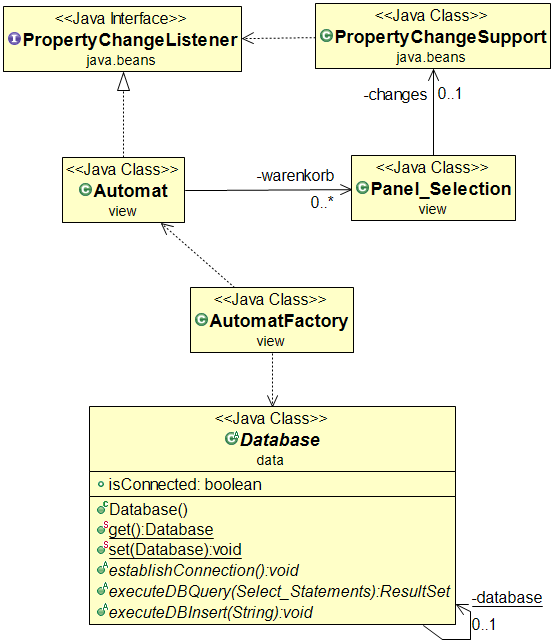 <<Java Interface>>
PropertyChangeListener
java.beans
<<Java Class>>
PropertyChangeSupport
java.beans
-changes
0..1
<<Java Class>>
Automat
view
-warenkorb
0..*
<<Java Class>>
Panel_Selection
view
<<Java Class>>
AutomatFactory
view
<<Java Class>>
Database
data
isConnected: boolean
Database()
get():Database
set(Database):void
establishConnection():void
executeDBQuery(Select_Statements):ResultSet
executeDBInsert(String):void
-database
0..1